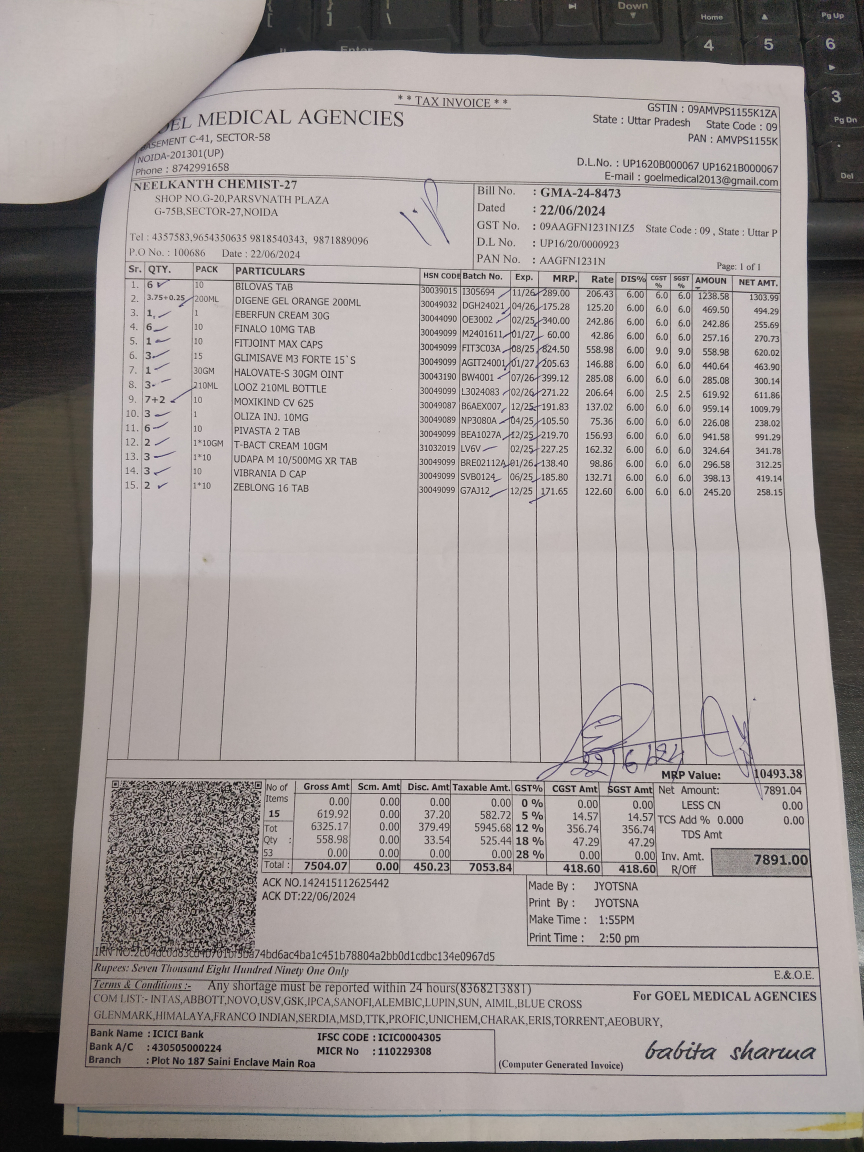 * * TAX INVOICE * *
GOEL MEDICAL AGENCIES
BASEMENT C-41, SECTOR-58
NOIDA-201301(UP)
Phone : 8742991658
GSTIN : 09AMVPS1155K1ZA
State : Uttar Pradesh State Code : 09
PAN : AMVPS1155K
D.L.No. : UP1620B000067 UP1621B000067
E-mail : goelmedical2013@gmail.com
NEELKANTH CHEMIST-27
SHOP NO.G-20,PARSVNATH PLAZA
G-75B,SECTOR-27,NOIDA
Tel : 4357583,9654350635 9818540343, 9871889096
P.O No. : 100686 Date : 22/06/2024
Bill No. : GMA-24-8473
Dated : 22/06/2024
GST No. : 09AAGFN1231N1Z5 State Code : 09 , State : Uttar P
D.L No. : UP16/20/0000923
PAN No. : AAGFN1231N
Page: 1 of 1
Sr. QTY. PACK PARTICULARS HSN CODE Batch No. Exp. MRP. Rate DIS% CGST % SGST % AMOUN NET AMT.
1. 6 10 BILOVAS TAB 30039015 I305694 11/26 289.00 206.43 6.00 6.0 6.0 1238.58 1303.99
2. 3.75+0.25 200ML DIGENE GEL ORANGE 200ML 30049032 DGH24021 04/26 175.28 125.20 6.00 6.0 6.0 469.50 494.29
3. 1 1 EBERFUN CREAM 30G 30044090 OE3002 02/25 340.00 242.86 6.00 6.0 6.0 242.86 255.69
4. 6 10 FINALO 10MG TAB 30049099 M2401611 01/27 60.00 42.86 6.00 6.0 6.0 257.16 270.73
5. 1 10 FITJOINT MAX CAPS 30049099 FIT3C03A 08/25 824.50 558.98 6.00 9.0 9.0 558.98 620.02
6. 3 15 GLIMISAVE M3 FORTE 15`S 30049099 AGIT24001 01/27 205.63 146.88 6.00 6.0 6.0 440.64 463.90
7. 1 30GM HALOVATE-S 30GM OINT 30043190 BW4001 07/26 399.12 285.08 6.00 6.0 6.0 285.08 300.14
8. 3 210ML LOOZ 210ML BOTTLE 30049099 L3024083 02/26 271.22 206.64 6.00 2.5 2.5 619.92 611.86
9. 7+2 10 MOXIKIND CV 625 30049087 B6AEX007 12/25 191.83 137.02 6.00 6.0 6.0 959.14 1009.79
10. 3 1 OLIZA INJ. 10MG 30049089 NP3080A 04/25 105.50 75.36 6.00 6.0 6.0 226.08 238.02
11. 6 10 PIVASTA 2 TAB 30049099 BEA1027A 12/25 219.70 156.93 6.00 6.0 6.0 941.58 991.29
12. 2 1*10GM T-BACT CREAM 10GM 31032019 LV6V 02/25 227.25 162.32 6.00 6.0 6.0 324.64 341.78
13. 3 1*10 UDAPA M 10/500MG XR TAB 30049099 BRE02112A 01/26 138.40 98.86 6.00 6.0 6.0 296.58 312.25
14. 3 10 VIBRANIA D CAP 30049099 SVB0124 06/25 185.80 132.71 6.00 6.0 6.0 398.13 419.14
15. 2 1*10 ZEBLONG 16 TAB 30049099 G7AJ12 12/25 171.65 122.60 6.00 6.0 6.0 245.20 258.15
22/6/24
MRP Value: 10493.38
No of Items 15 Tot Qty : 53
Gross Amt Scm. Amt Disc. Amt Taxable Amt. GST% CGST Amt SGST Amt
0.00 0.00 0.00 0.00 0 % 0.00 0.00
619.92 0.00 37.20 582.72 5 % 14.57 14.57
6325.17 0.00 379.49 5945.68 12 % 356.74 356.74
558.98 0.00 33.54 525.44 18 % 47.29 47.29
0.00 0.00 0.00 0.00 28 % 0.00 0.00
Total : 7504.07 0.00 450.23 7053.84 418.60 418.60
Net Amount: 7891.04
LESS CN 0.00
TCS Add % 0.000 0.00
TDS Amt
Inv. Amt. R/Off 7891.00
ACK NO.142415112625442
ACK DT:22/06/2024
Made By : JYOTSNA
Print By : JYOTSNA
Make Time : 1:55PM
Print Time : 2:50 pm
Rupees: Seven Thousand Eight Hundred Ninety One Only
E.&O.E.
Terms & Conditions :- Any shortage must be reported within 24 hours(8368213881)
COM LIST:- INTAS,ABBOTT,NOVO,USV,GSK,IPCA,SANOFI,ALEMBIC,LUPIN,SUN, AIMIL,BLUE CROSS
GLENMARK,HIMALAYA,FRANCO INDIAN,SERDIA,MSD,TTK,PROFIC,UNICHEM,CHARAK,ERIS,TORRENT,AEOBURY,
For GOEL MEDICAL AGENCIES
Bank Name : ICICI Bank
Bank A/C : 430505000224
Branch : Plot No 187 Saini Enclave Main Roa
IFSC CODE : ICIC0004305
MICR No : 110229308
(Computer Generated Invoice)
babita sharma